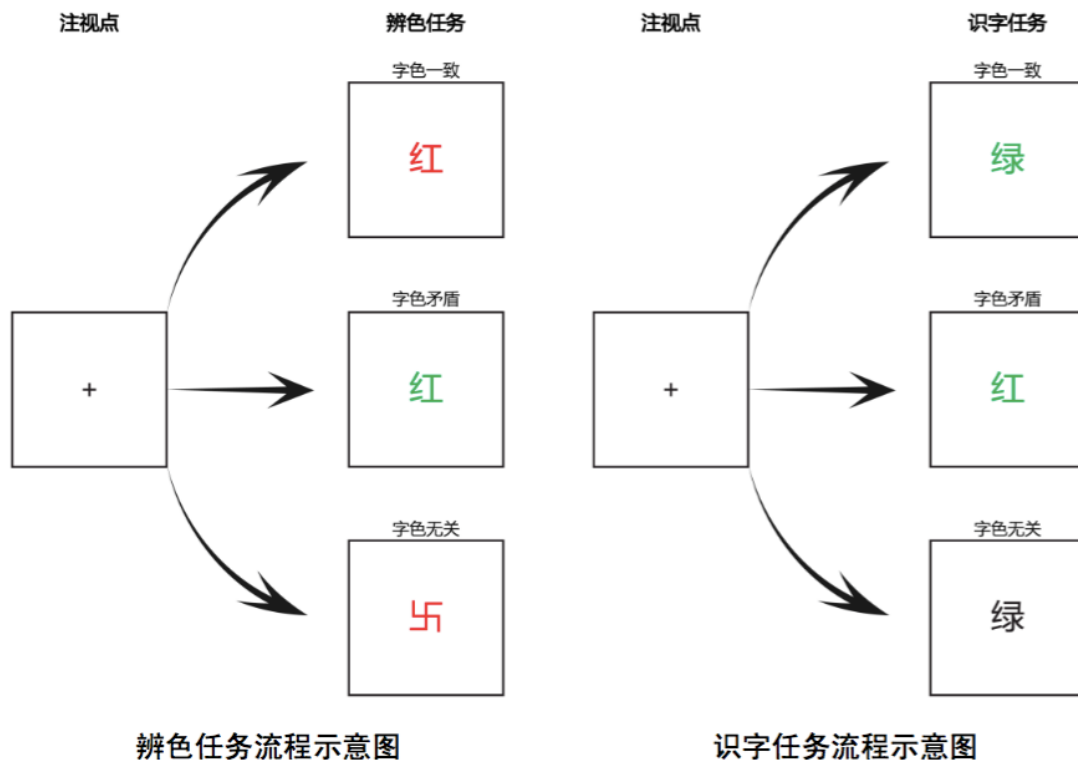 注视点
辨色任务
注视点
识字任务
字色一致
红
字色一致
绿
字色矛盾
红
字色矛盾
红
+
+
字色无关
卐
字色无关
绿
辨色任务流程示意图
识字任务流程示意图